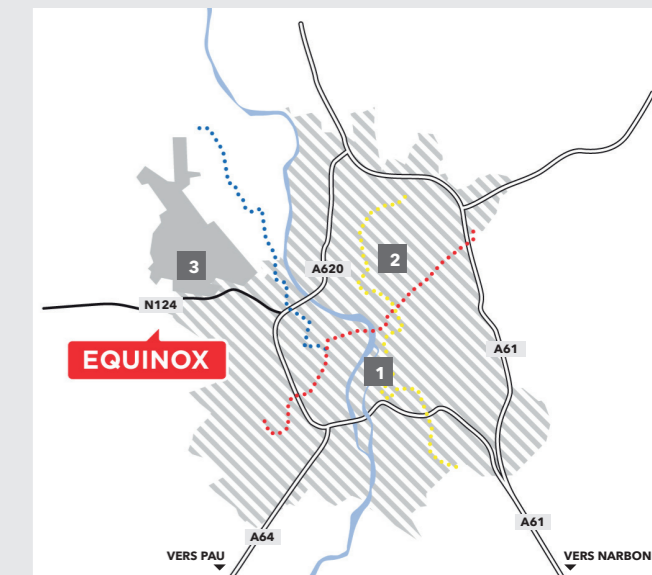 2
3
A620
N124
EQUINOX
A61
1
A61
A64
VERS PAU
VERS NARBON